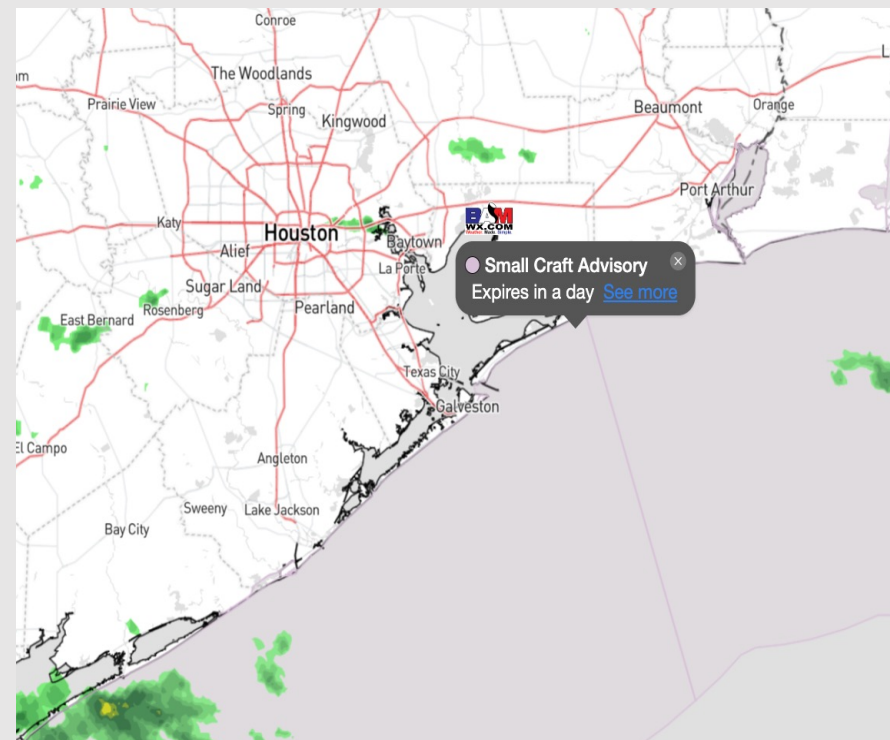 Conroe
The Woodlands
Prairie View
Spring
Kingwood
Beaumont
Orange
Port Arthur
BAM
WX.COM
Katy
Houston
Baytown
Alief
La Porte
Small Craft Advisory
Expires in a day See more
Sugar Land
Rosenberg
Pearland
East Bernard
Texas City
Galveston
El Campo
Angleton
Sweeny
Lake Jackson
Bay City